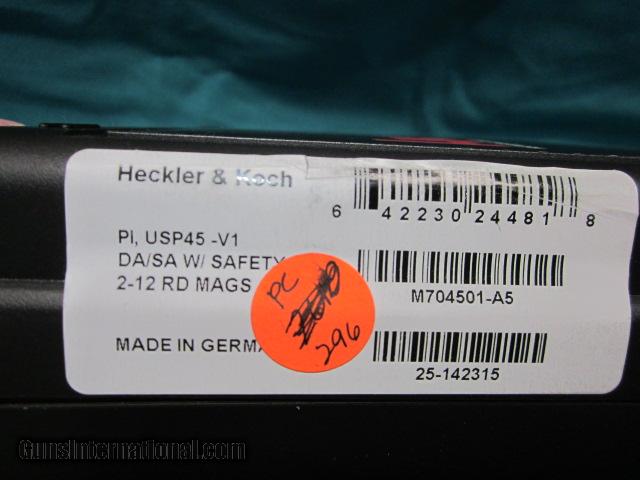 Heckler & Koch
6 42230 24481 8
PI, USP45 -V1
DA/SA W/ SAFETY
2-12 RD MAGS
M704501-A5
PC
296
MADE IN GERMA
25-142315
GunsInternational.com